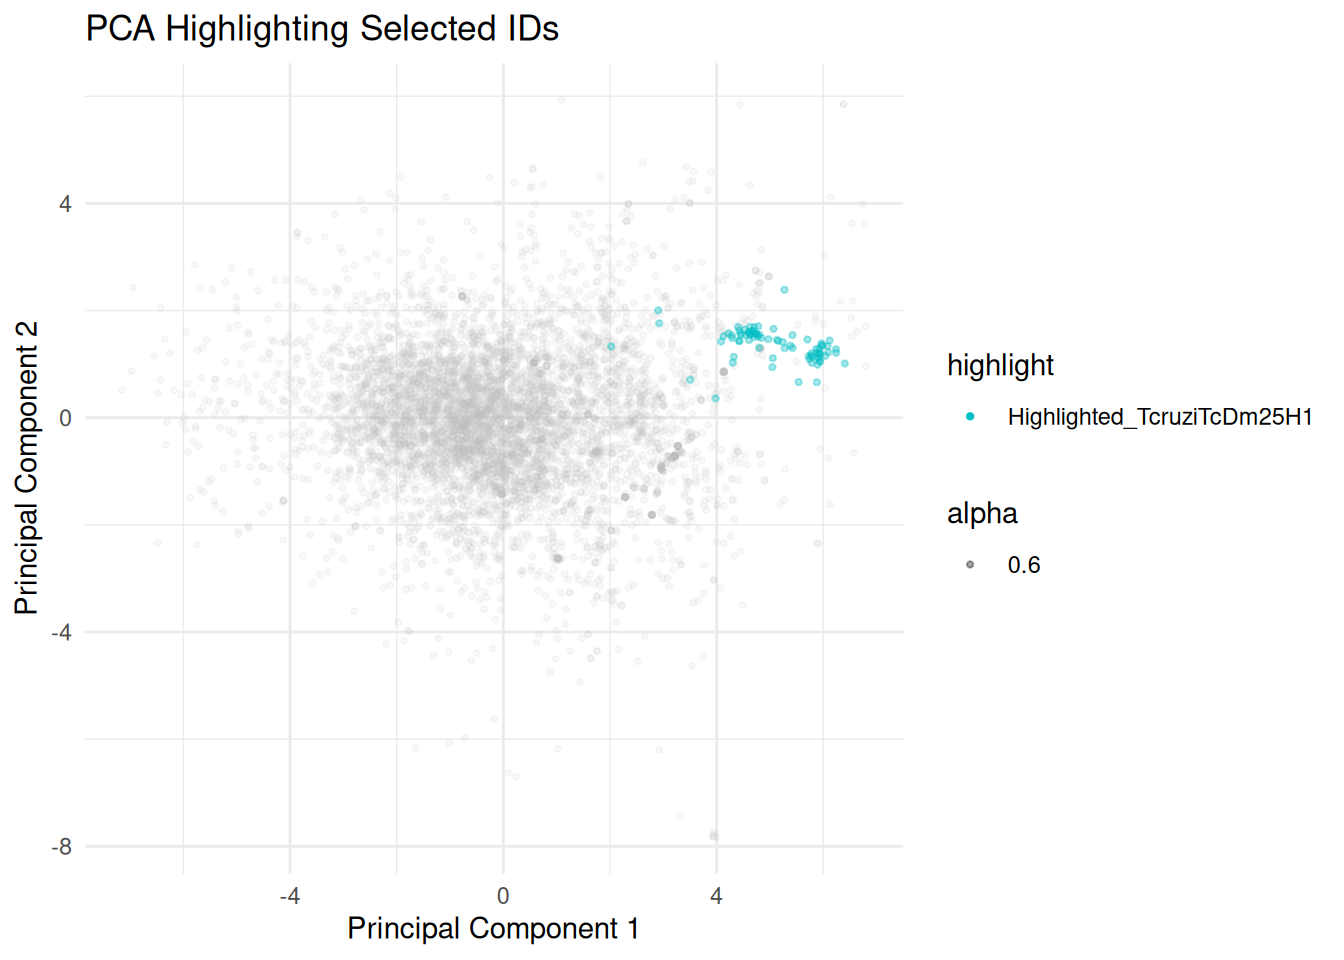 PCA Highlighting Selected IDs
Principal Component 2
4
0
-4
-8
-4
0
4
Principal Component 1
highlight
Highlighted_TcruziTcDm25H1
alpha
0.6